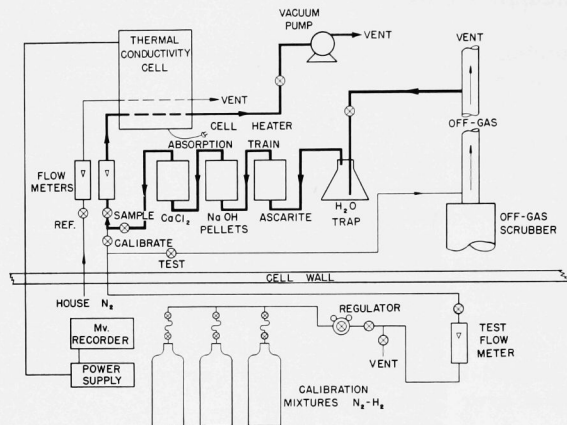 VACUUM
PUMP
VENT
VENT
THERMAL
CONDUCTIVITY
CELL
VENT
CELL HEATER
OFF-GAS
ABSORPTION TRAIN
FLOW
METERS
SAMPLE
CaCl2
NaOH
PELLETS
ASCARITE
H2O
TRAP
REF.
CALIBRATE
TEST
OFF-GAS
SCRUBBER
CELL WALL
HOUSE N2
REGULATOR
Mv.
RECORDER
VENT
TEST
FLOW
METER
POWER
SUPPLY
CALIBRATION
MIXTURES N2-H2